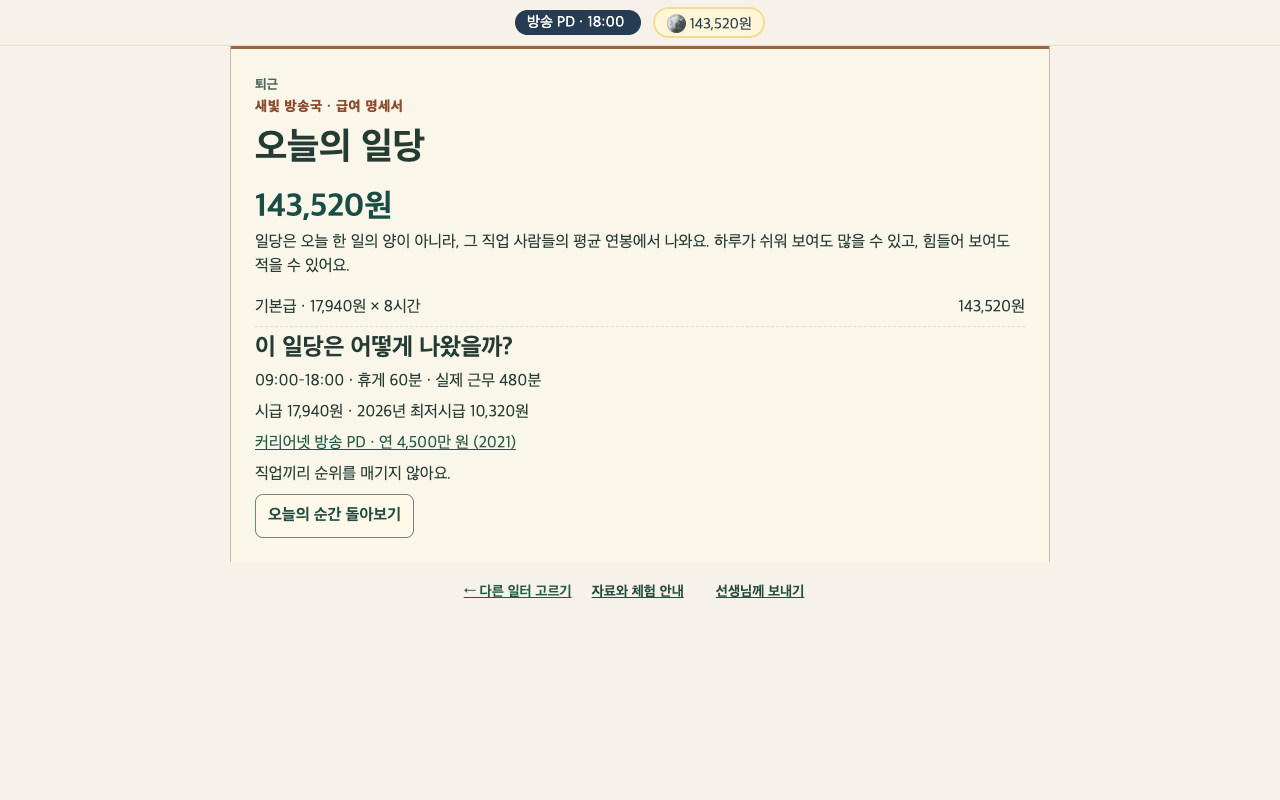 방송 PD · 18:00
143,520원
퇴근
새빛 방송국 · 급여 명세서
오늘의 일당
143,520원
일당은 오늘 한 일의 양이 아니라, 그 직업 사람들의 평균 연봉에서 나와요. 하루가 쉬워 보여도 많을 수 있고, 힘들어 보여도
적을 수 있어요.
기본급 · 17,940원 × 8시간 143,520원
이 일당은 어떻게 나왔을까?
09:00-18:00 · 휴게 60분 · 실제 근무 480분
시급 17,940원 · 2026년 최저시급 10,320원
커리어넷 방송 PD · 연 4,500만 원 (2021)
직업끼리 순위를 매기지 않아요.
오늘의 순간 돌아보기
← 다른 일터 고르기 자료와 체험 안내 선생님께 보내기